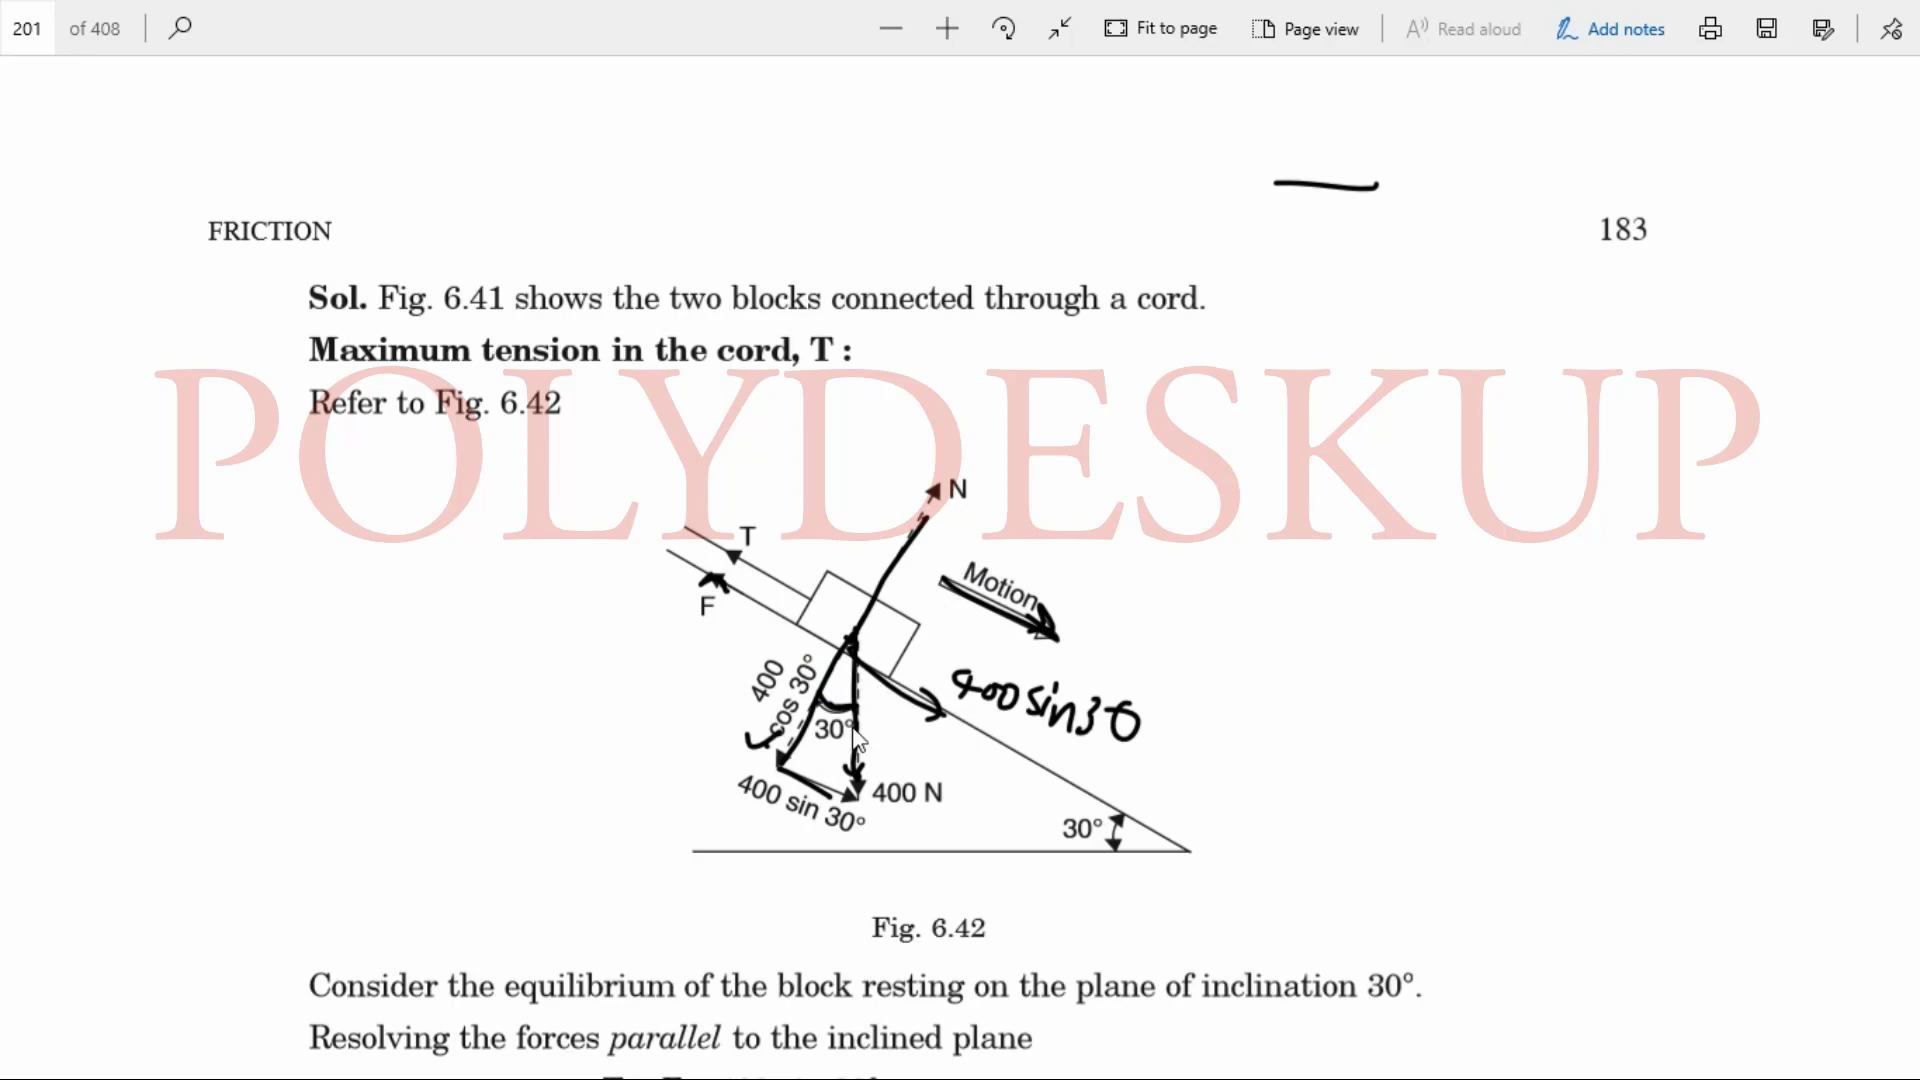 201 of 408 Fit to page Page view Read aloud Add notes
FRICTION 183
Sol. Fig. 6.41 shows the two blocks connected through a cord.
Maximum tension in the cord, T :
Refer to Fig. 6.42
POLYDESKUP
N
T
Motion
F
400 cos 30°
400 sin 30
30°
400 sin 30°
400 N
30°
Fig. 6.42
Consider the equilibrium of the block resting on the plane of inclination 30°.
Resolving the forces parallel to the inclined plane